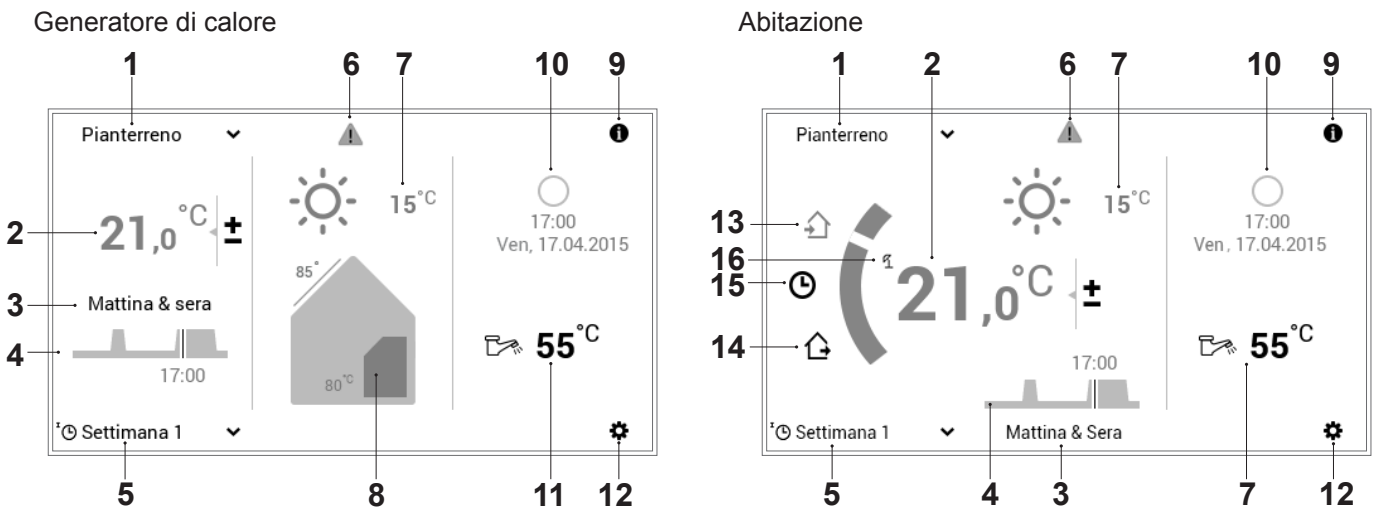 Generatore di calore
1
6
7
10
9
Pianterreno
15°C
2
21,0°C
±
17:00
Ven, 17.04.2015
85°
3
Mattina & sera
4
17:00
80°C
55°C
Settimana 1
5
8
11
12
Abitazione
1
2
6
7
10
9
Pianterreno
15°C
13
17:00
Ven, 17.04.2015
16
15
21,0°C
±
14
17:00
55°C
Settimana 1
Mattina & Sera
5
4
3
7
12